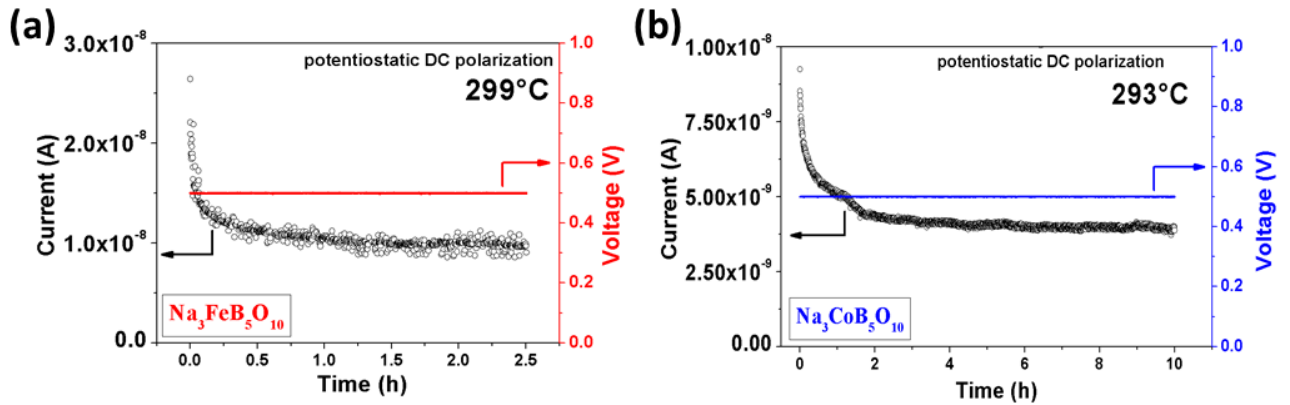 (a)
potentiostatic DC polarization
299°C
Current (A)
3.0x10⁻⁸
2.0x10⁻⁸
1.0x10⁻⁸
0.0
Na₃FeB₅O₁₀
0.0 0.5 1.0 1.5 2.0 2.5
Time (h)
1.0
0.8
0.6
0.4
0.2
0.0
Voltage (V)
(b)
potentiostatic DC polarization
293°C
Current (A)
1.00x10⁻⁸
7.50x10⁻⁹
5.00x10⁻⁹
2.50x10⁻⁹
0.00
Na₃CoB₅O₁₀
0 2 4 6 8 10
Time (h)
1.0
0.8
0.6
0.4
0.2
0.0
Voltage (V)